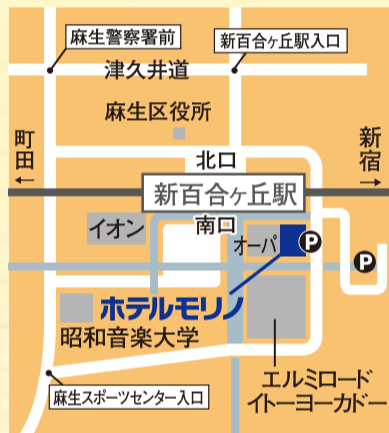 麻生警察署前
新百合ヶ丘駅入口
津久井道
麻生区役所
町田
←
新宿
→
北口
新百合ヶ丘駅
南口
イオン
オーパ
P
P
ホテルモリノ
昭和音楽大学
エルミロード
イトーヨーカドー
麻生スポーツセンター入口